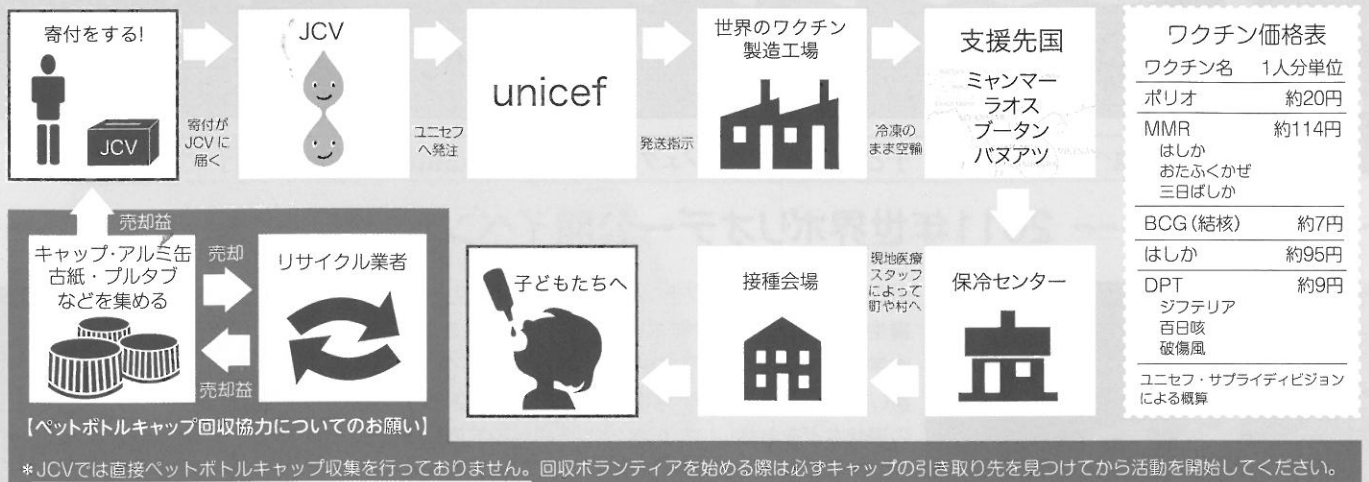 寄付をする!
JCV
寄付が
JCVに
届く
JCV
ユニセフ
へ発注
unicef
発送指示
世界のワクチン
製造工場
冷凍の
まま空輸
支援先国
ミャンマー
ラオス
ブータン
バヌアツ
現地医療
スタッフ
によって
町や村へ
保冷センター
接種会場
子どもたちへ
売却益
キャップ・アルミ缶
古紙・プルタブ
などを集める
売却
売却益
リサイクル業者
ワクチン価格表
ワクチン名 1人分単位
ポリオ 約20円
MMR 約114円
はしか
おたふくかぜ
三日ばしか
BCG(結核) 約7円
はしか 約95円
DPT 約9円
ジフテリア
百日咳
破傷風
ユニセフ・サプライディビジョン
による概算
【ペットボトルキャップ回収協力についてのお願い】
*JCVでは直接ペットボトルキャップ収集を行っておりません。回収ボランティアを始める際は必ずキャップの引き取り先を見つけてから活動を開始してください。